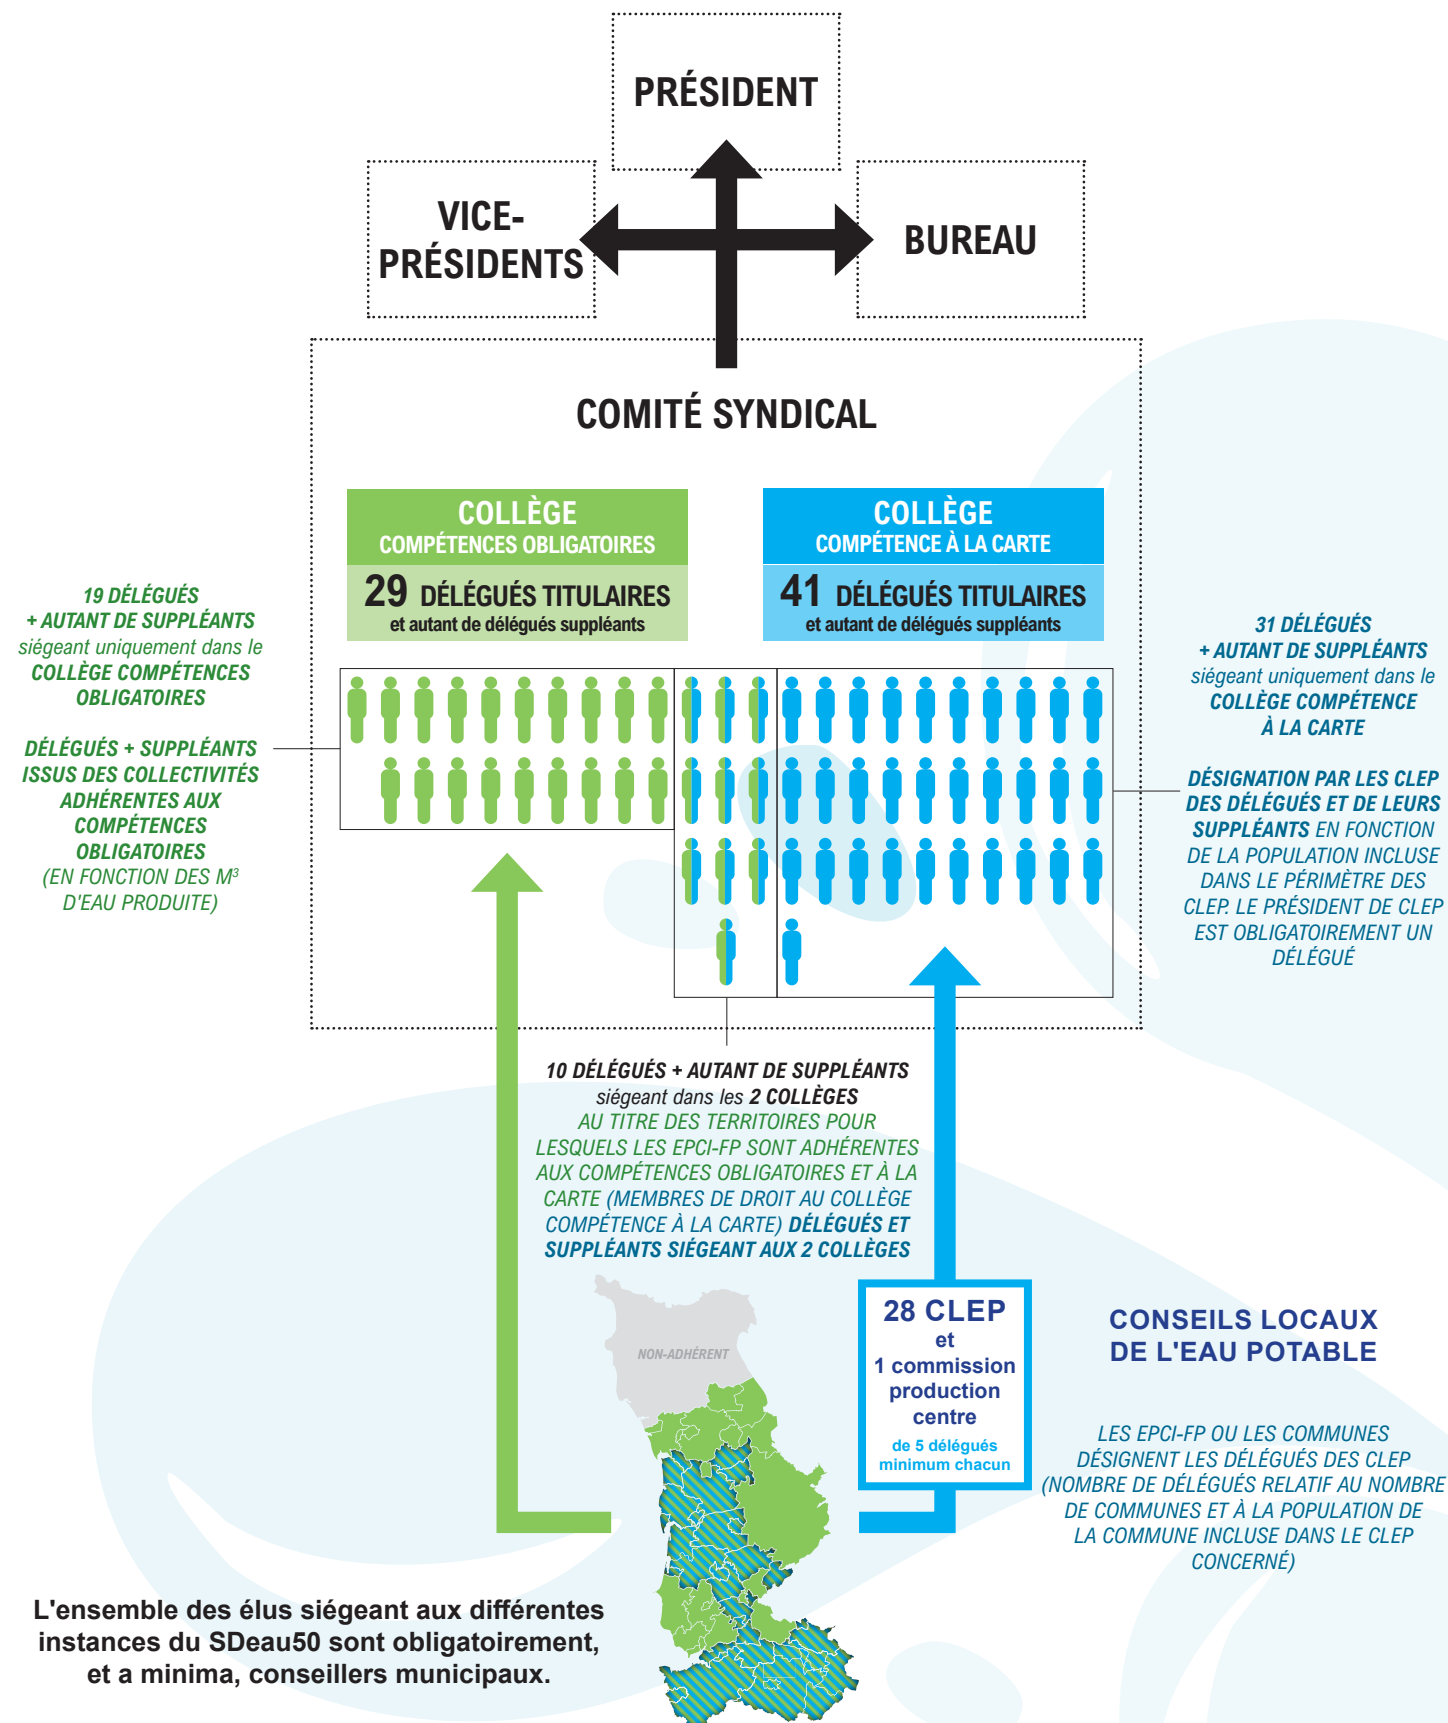 PRÉSIDENT
VICE-
PRÉSIDENTS
BUREAU
COMITÉ SYNDICAL
COLLÈGE
COMPÉTENCES OBLIGATOIRES
29 DÉLÉGUÉS TITULAIRES
et autant de délégués suppléants
COLLÈGE
COMPÉTENCE À LA CARTE
41 DÉLÉGUÉS TITULAIRES
et autant de délégués suppléants
19 DÉLÉGUÉS
+ AUTANT DE SUPPLÉANTS
siégeant uniquement dans le
COLLÈGE COMPÉTENCES
OBLIGATOIRES
DÉLÉGUÉS + SUPPLÉANTS
ISSUS DES COLLECTIVITÉS
ADHÉRENTES AUX
COMPÉTENCES
OBLIGATOIRES
(EN FONCTION DES M³
D'EAU PRODUITE)
31 DÉLÉGUÉS
+ AUTANT DE SUPPLÉANTS
siégeant uniquement dans le
COLLÈGE COMPÉTENCE
À LA CARTE
DÉSIGNATION PAR LES CLEP
DES DÉLÉGUÉS ET DE LEURS
SUPPLÉANTS EN FONCTION
DE LA POPULATION INCLUSE
DANS LE PÉRIMÈTRE DES
CLEP. LE PRÉSIDENT DE CLEP
EST OBLIGATOIREMENT UN
DÉLÉGUÉ
10 DÉLÉGUÉS + AUTANT DE SUPPLÉANTS
siégeant dans les 2 COLLÈGES
AU TITRE DES TERRITOIRES POUR
LESQUELS LES EPCI-FP SONT ADHÉRENTES
AUX COMPÉTENCES OBLIGATOIRES ET À LA
CARTE (MEMBRES DE DROIT AU COLLÈGE
COMPÉTENCE À LA CARTE) DÉLÉGUÉS ET
SUPPLÉANTS SIÉGEANT AUX 2 COLLÈGES
NON-ADHÉRENT
28 CLEP
et
1 commission
production
centre
de 5 délégués
minimum chacun
CONSEILS LOCAUX
DE L'EAU POTABLE
LES EPCI-FP OU LES COMMUNES
DÉSIGNENT LES DÉLÉGUÉS DES CLEP
(NOMBRE DE DÉLÉGUÉS RELATIF AU NOMBRE
DE COMMUNES ET À LA POPULATION DE
LA COMMUNE INCLUSE DANS LE CLEP
CONCERNÉ)
L'ensemble des élus siégeant aux différentes
instances du SDeau50 sont obligatoirement,
et a minima, conseillers municipaux.